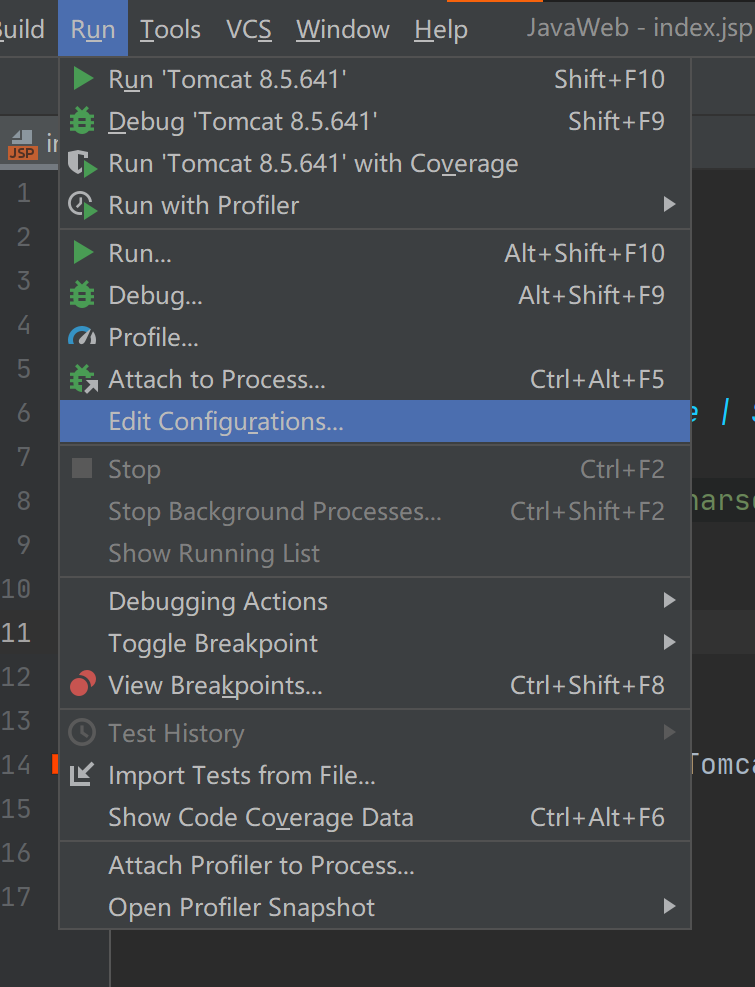 Build Run Tools VCS Window Help JavaWeb - index.jsp
Run 'Tomcat 8.5.641' Shift+F10
Debug 'Tomcat 8.5.641' Shift+F9
JSP
Run 'Tomcat 8.5.641' with Coverage
1
Run with Profiler
2
Run... Alt+Shift+F10
3
Debug... Alt+Shift+F9
4
Profile...
5
Attach to Process... Ctrl+Alt+F5
6
Edit Configurations...
7
Stop Ctrl+F2
8
Stop Background Processes... Ctrl+Shift+F2
9
Show Running List
10
Debugging Actions
11
Toggle Breakpoint
12
View Breakpoints... Ctrl+Shift+F8
13
Test History
14
Import Tests from File...
15
Show Code Coverage Data Ctrl+Alt+F6
16
Attach Profiler to Process...
17
Open Profiler Snapshot